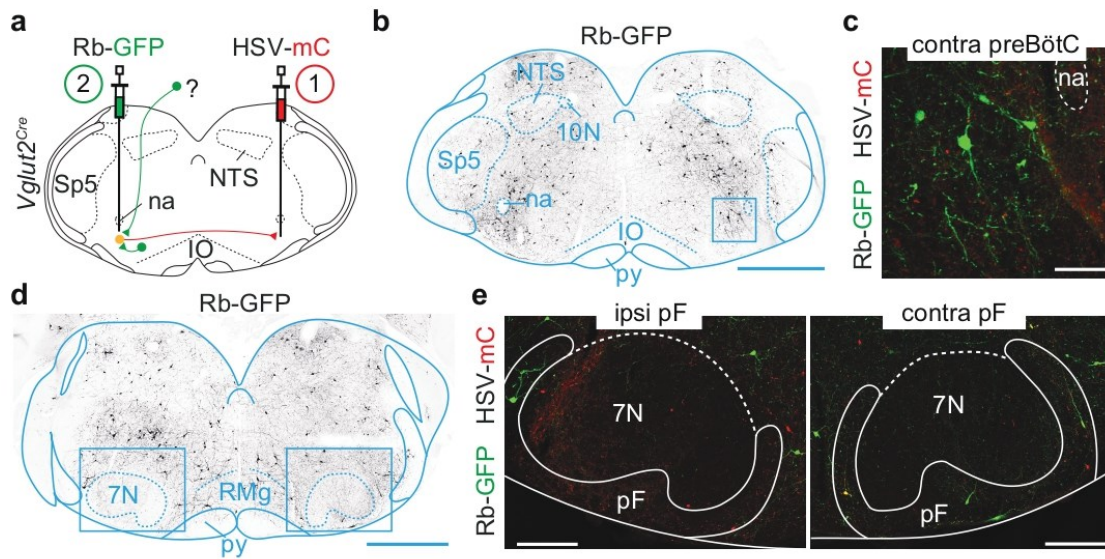 a
Rb-GFP
HSV-mC
2
1
?
Vglut2Cre
Sp5
NTS
na
IO
b
Rb-GFP
NTS
10N
Sp5
na
IO
py
c
contra preBötC
na
Rb-GFP HSV-mC
d
Rb-GFP
7N
RMg
py
e
ipsi pF
contra pF
Rb-GFP HSV-mC
7N
pF
7N
pF